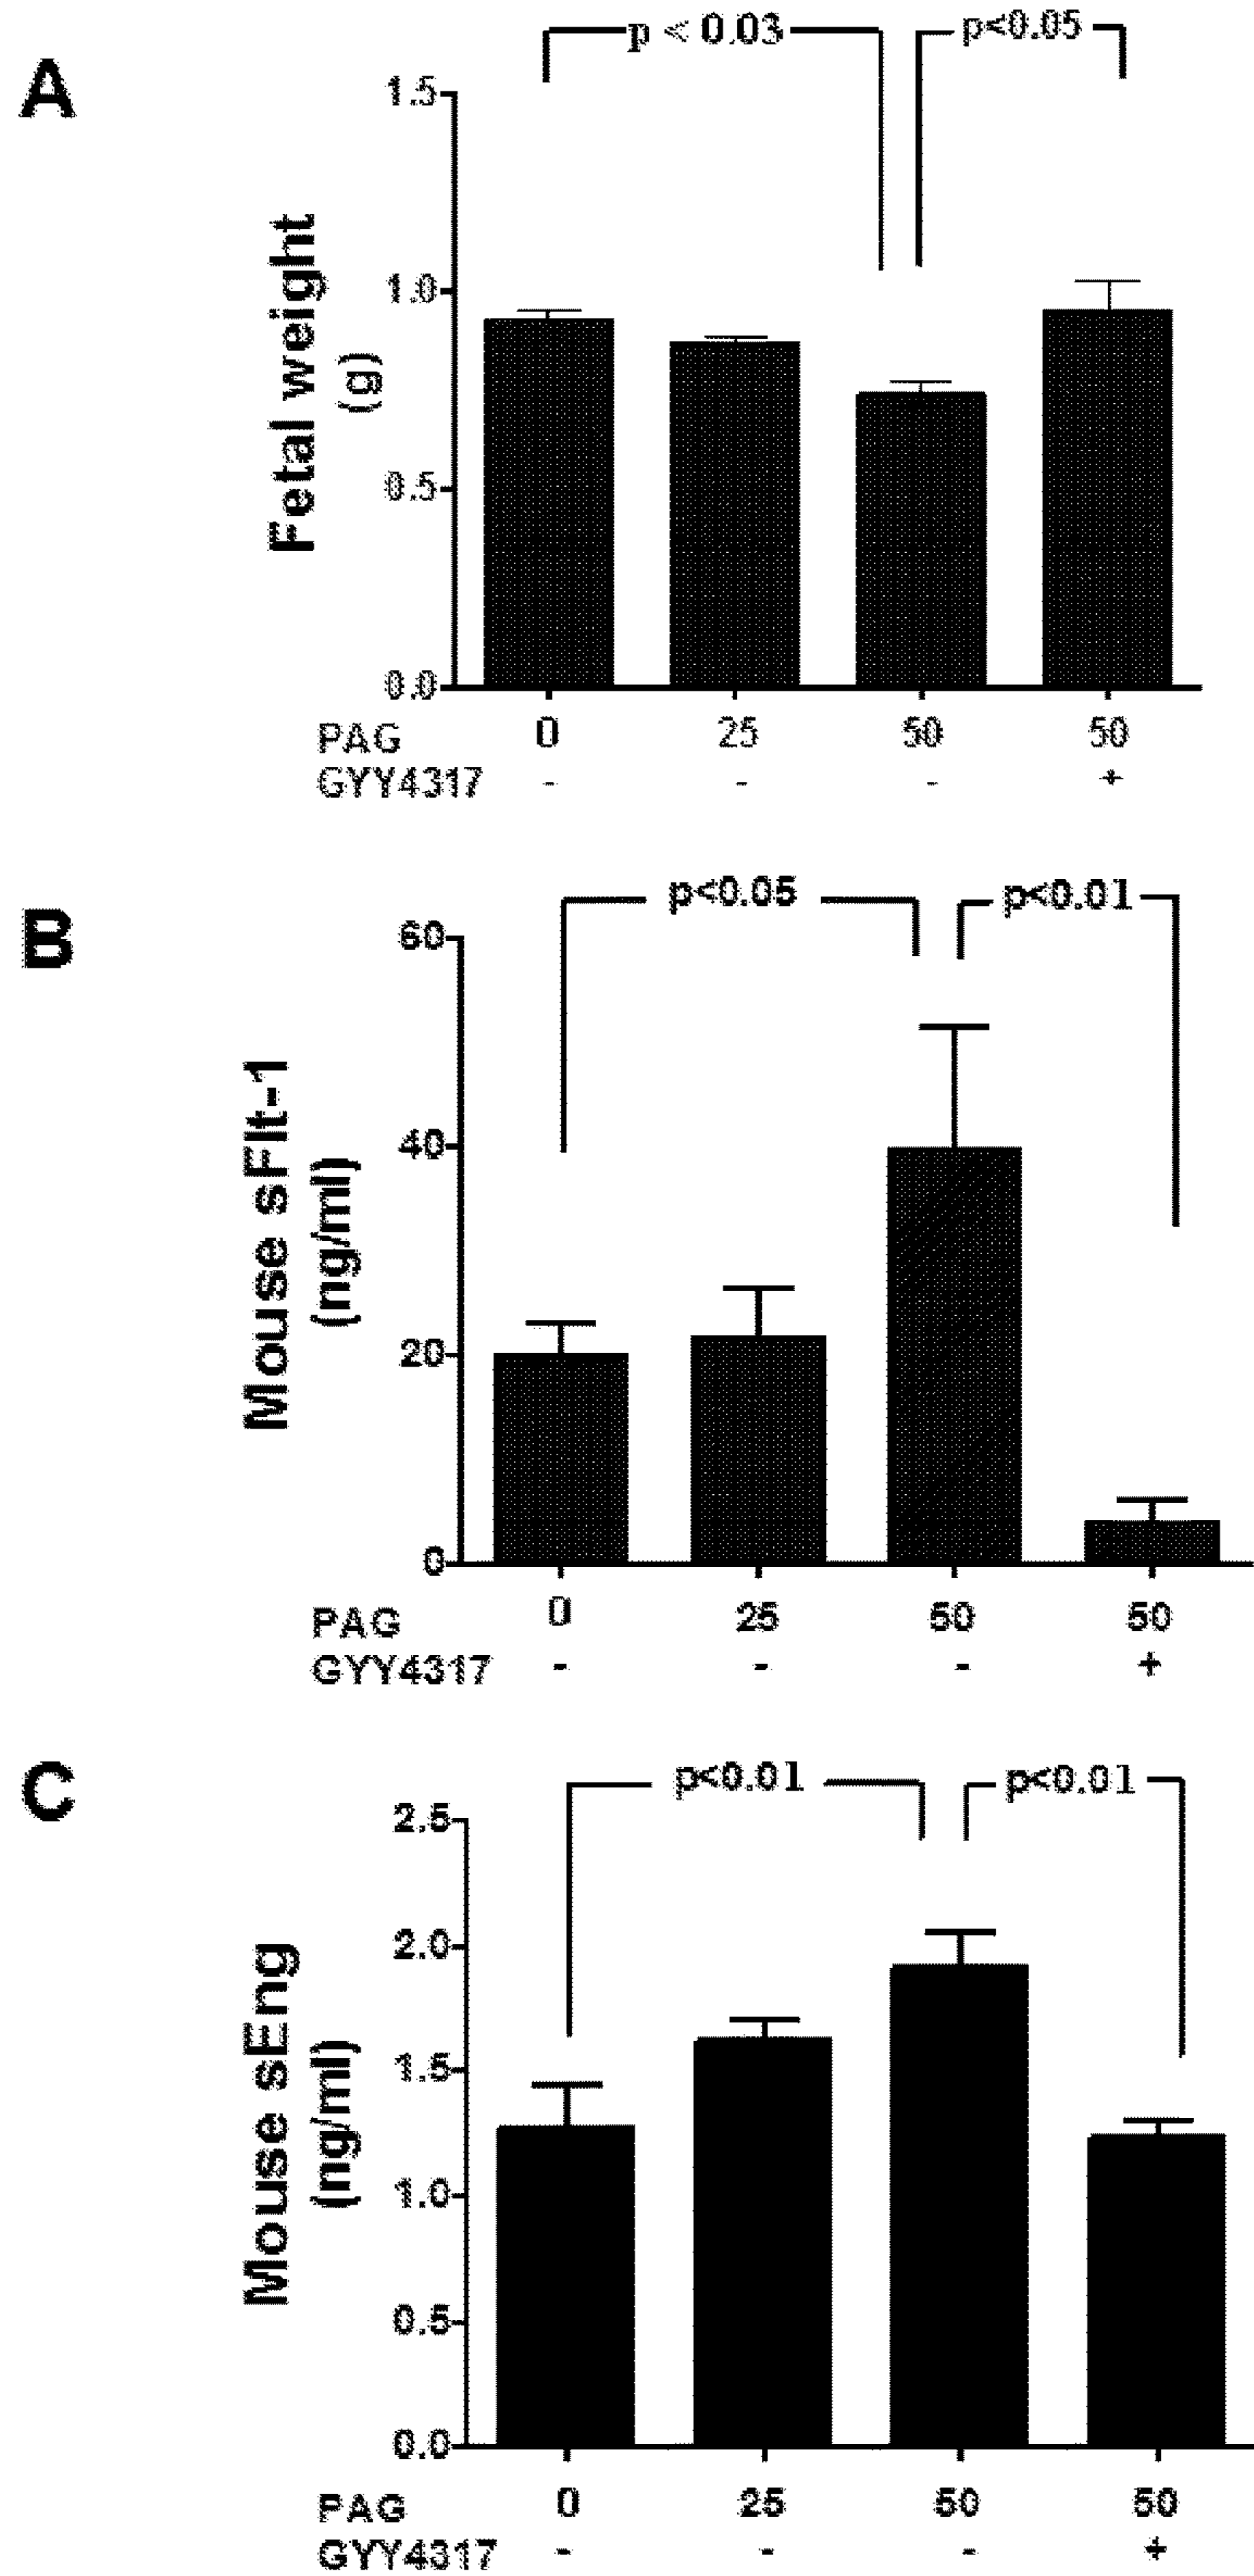 A
p < 0.03
p<0.05
1.5
1.0
0.5
0.0
Fetal weight
(g)
PAG 0 25 50 50
GYY4317 - - - +
B
p<0.05
p<0.01
60
40
20
0
Mouse sFlt-1
(ng/ml)
PAG 0 25 50 50
GYY4317 - - - +
C
p<0.01
p<0.01
2.5
2.0
1.5
1.0
0.5
0.0
Mouse sEng
(ng/ml)
PAG 0 25 50 50
GYY4317 - - - +